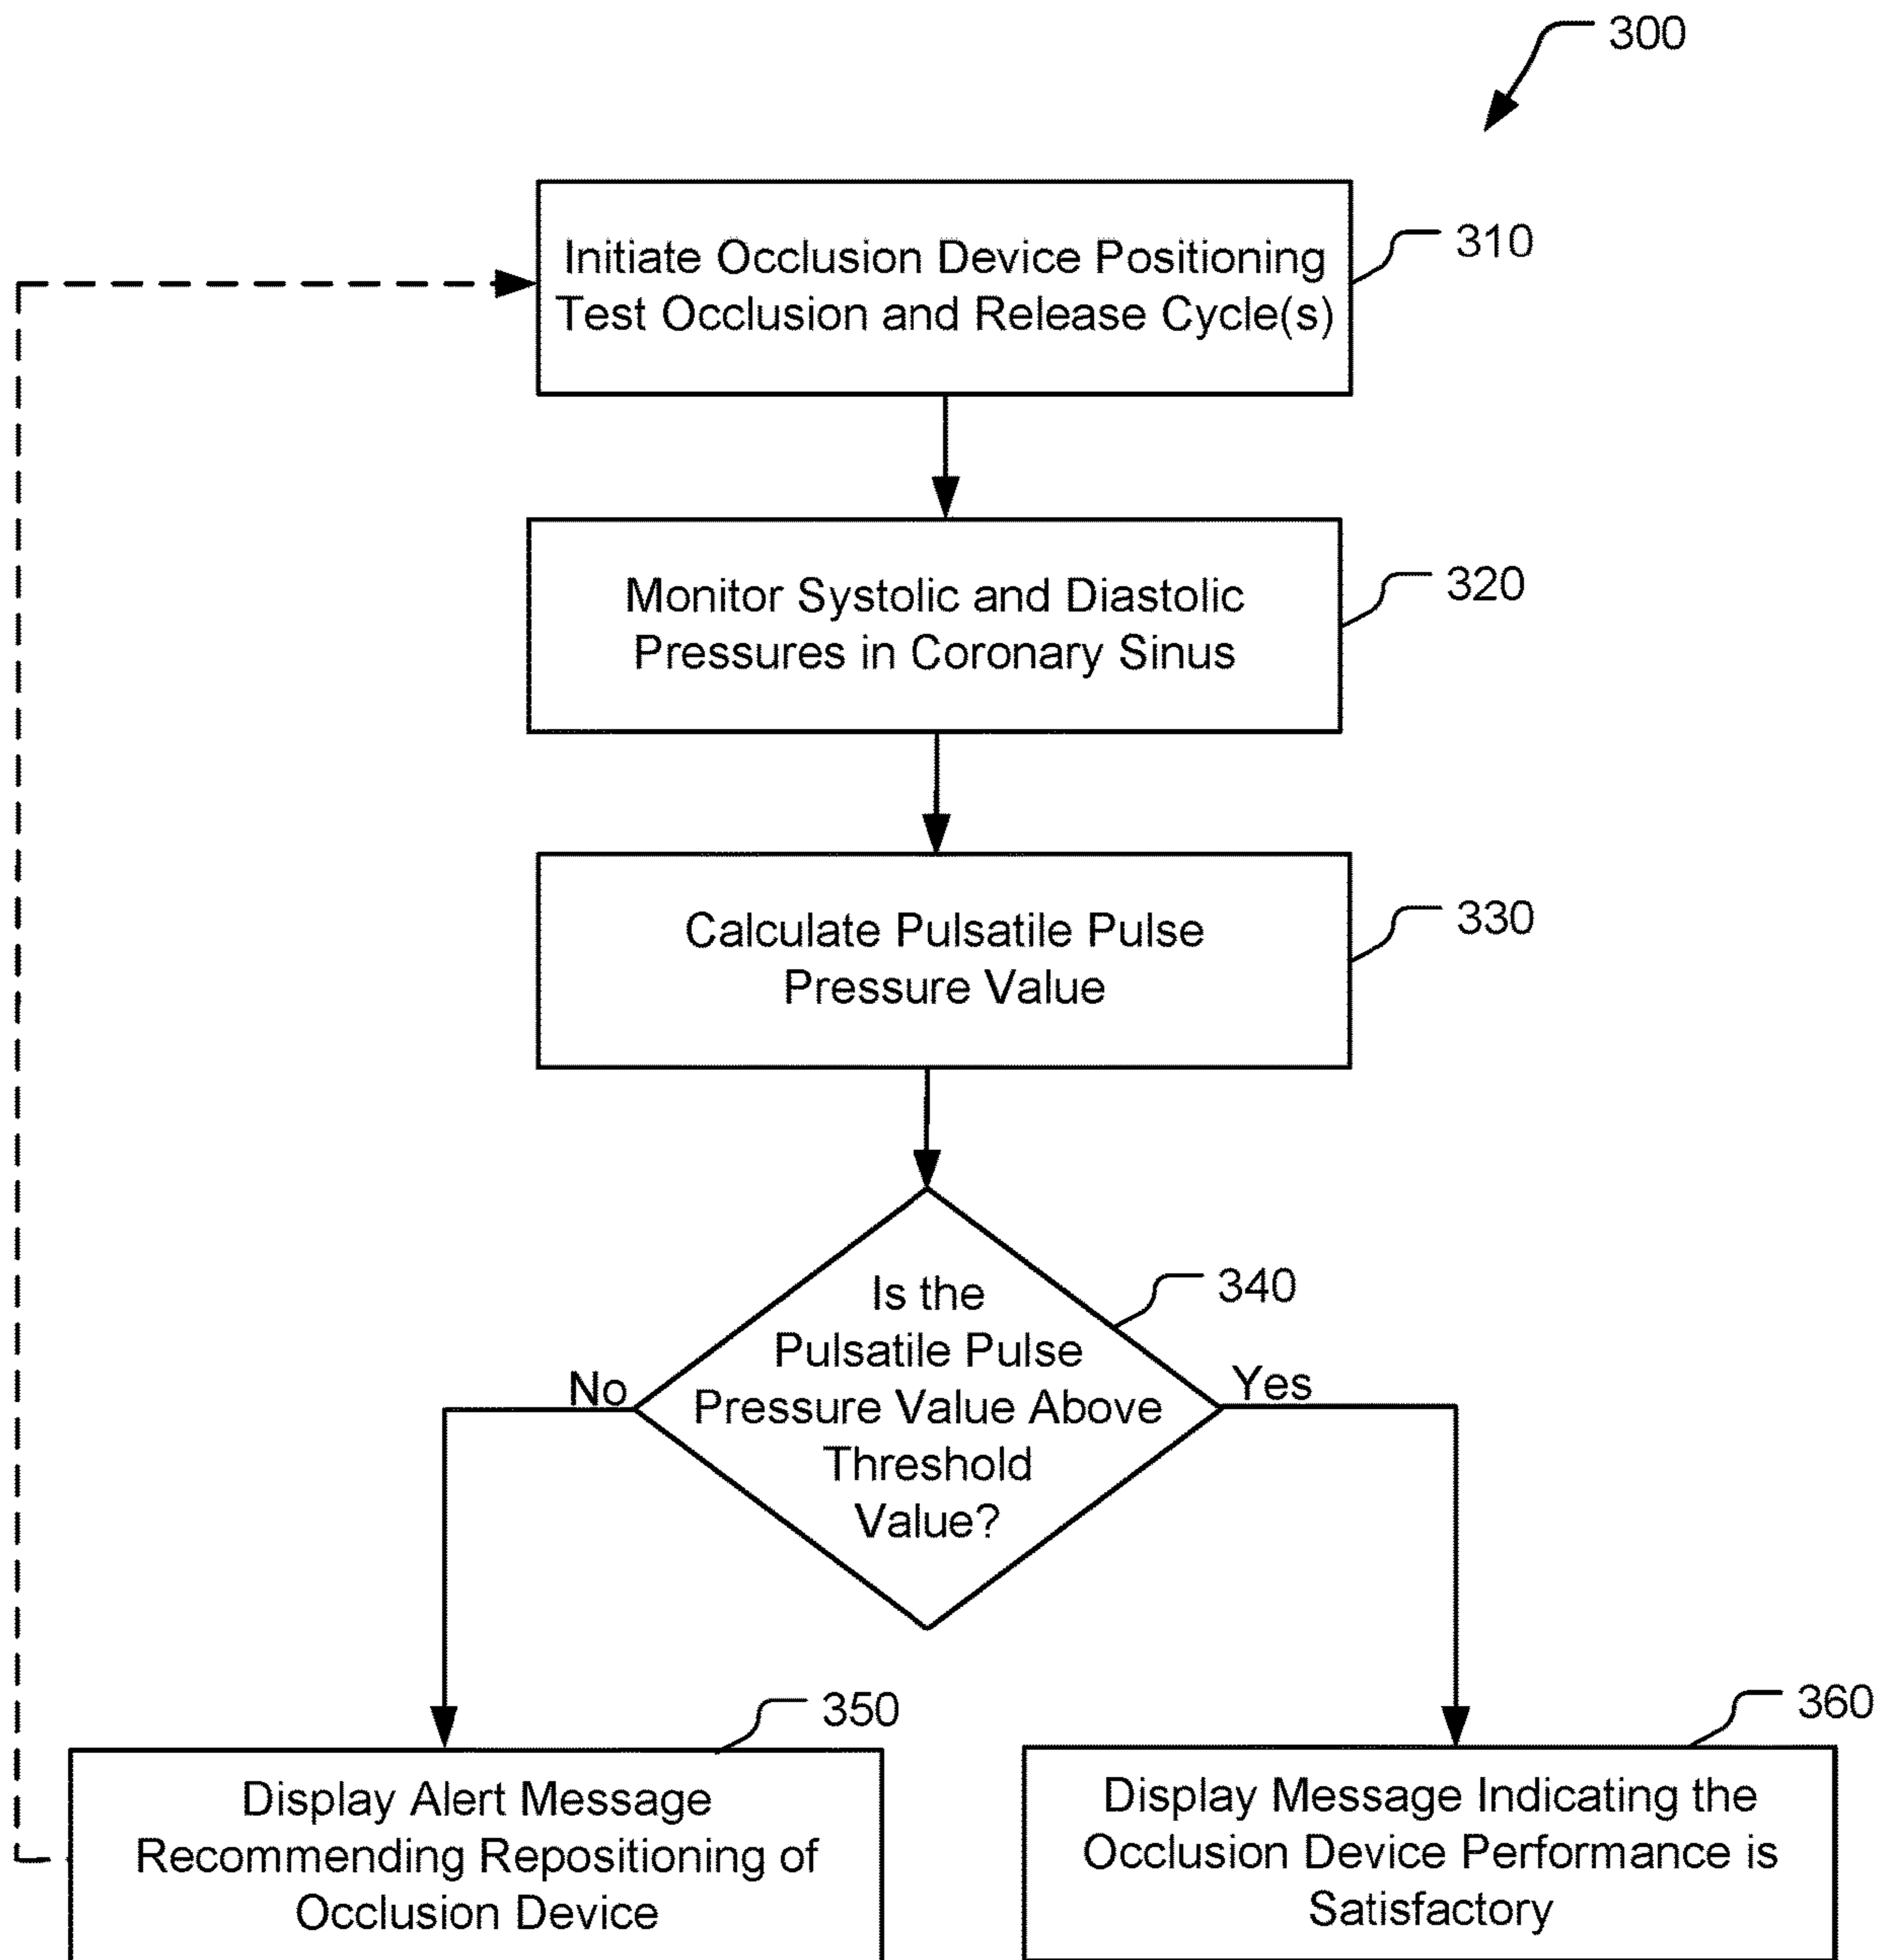 300
Initiate Occlusion Device Positioning
Test Occlusion and Release Cycle(s)
310
Monitor Systolic and Diastolic
Pressures in Coronary Sinus
320
Calculate Pulsatile Pulse
Pressure Value
330
Is the
Pulsatile Pulse
Pressure Value Above
Threshold
Value?
340
No
Yes
350
Display Alert Message
Recommending Repositioning of
Occlusion Device
360
Display Message Indicating the
Occlusion Device Performance is
Satisfactory